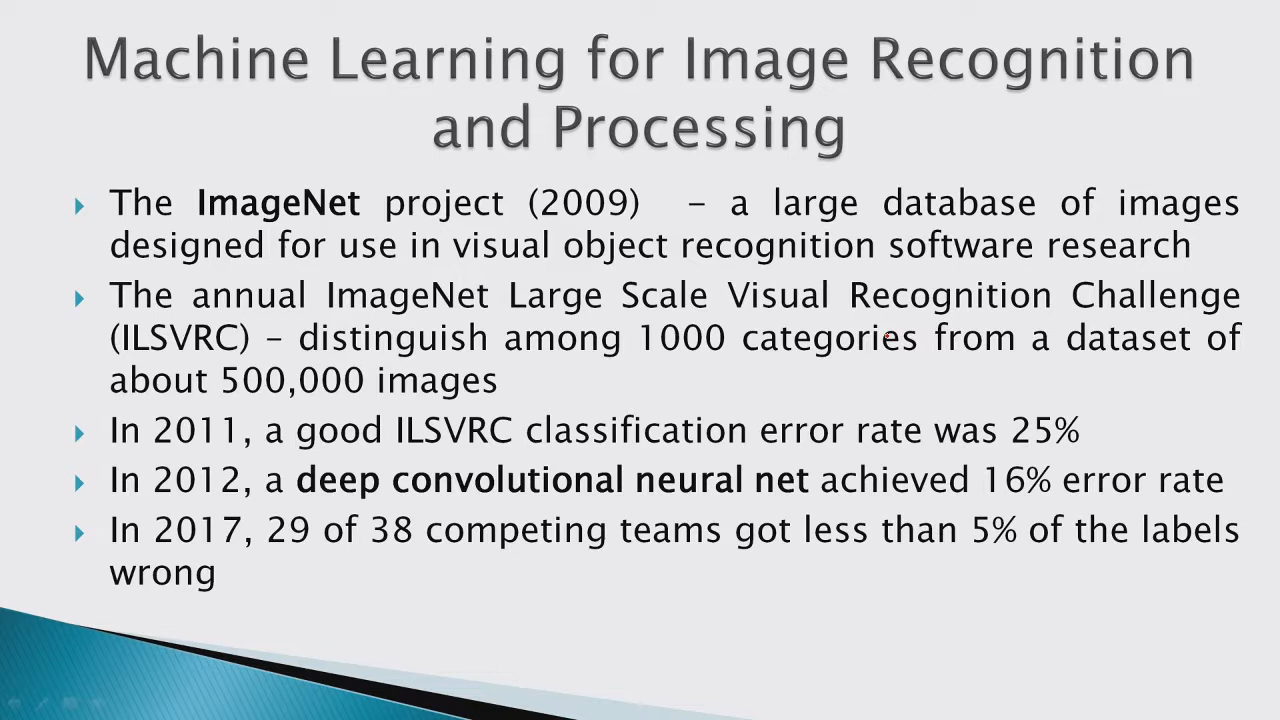 Machine Learning for Image Recognition
and Processing
The ImageNet project (2009) - a large database of images
designed for use in visual object recognition software research
The annual ImageNet Large Scale Visual Recognition Challenge
(ILSVRC) - distinguish among 1000 categories from a dataset of
about 500,000 images
In 2011, a good ILSVRC classification error rate was 25%
In 2012, a deep convolutional neural net achieved 16% error rate
In 2017, 29 of 38 competing teams got less than 5% of the labels
wrong